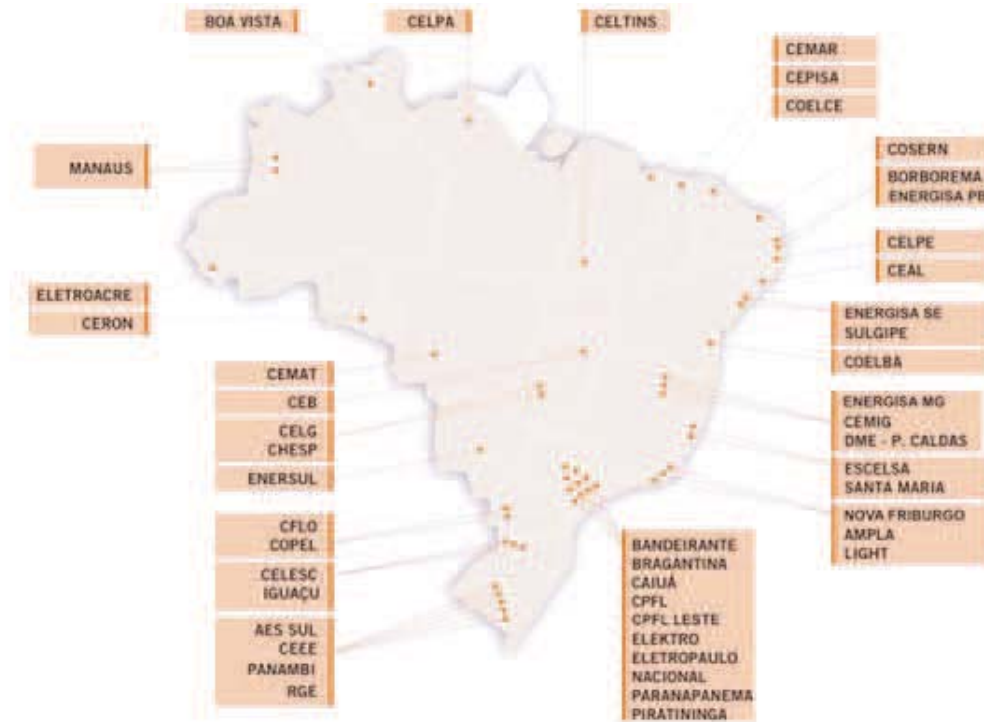 BOA VISTA
CELPA
CELTINS
CEMAR
CEPISA
COELCE
MANAUS
COSERN
BORBOREMA
ENERGISA PB
CELPE
CEAL
ELETROACRE
CERON
ENERGISA SE
SULGIPE
COELBA
CEMAT
CEB
CELG
CHESP
ENERSUL
ENERGISA MG
CEMIG
DME - P. CALDAS
ESCELSA
SANTA MARIA
NOVA FRIBURGO
AMPLA
LIGHT
CFLO
COPEL
CELESC
IGUAÇU
AES SUL
CEEE
PANAMBI
RGE
BANDEIRANTE
BRAGANTINA
CAIUÁ
CPFL
CPFL LESTE
ELEKTRO
ELETROPAULO
NACIONAL
PARANAPANEMA
PIRATININGA